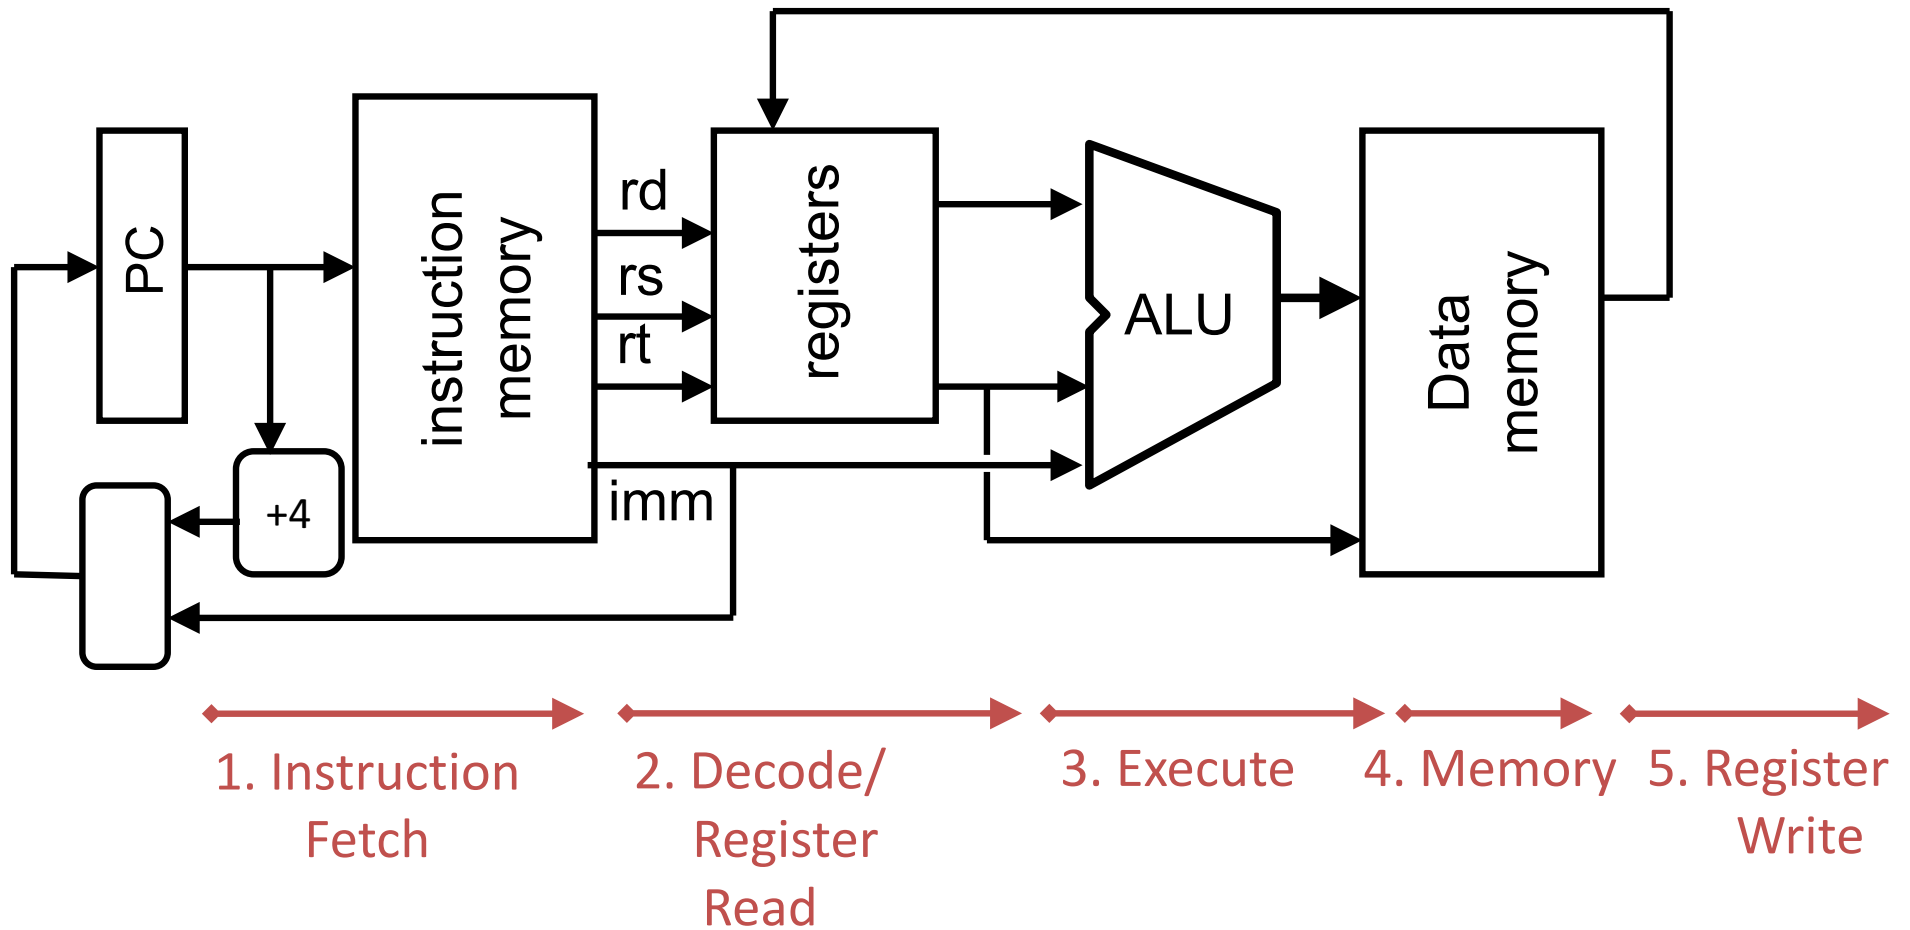 PC
instruction
memory
rd
rs
rt
imm
registers
ALU
Data
memory
+4
1. Instruction
Fetch
2. Decode/
Register
Read
3. Execute
4. Memory
5. Register
Write